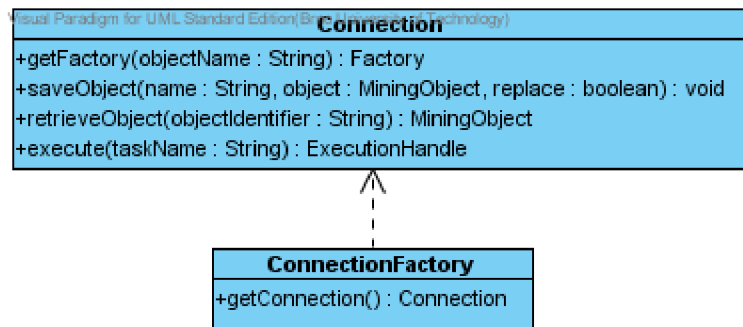 Visual Paradigm for UML Standard Edition(Brno University of Technology)
Connection
+getFactory(objectName : String) : Factory
+saveObject(name : String, object : MiningObject, replace : boolean) : void
+retrieveObject(objectIdentifier : String) : MiningObject
+execute(taskName : String) : ExecutionHandle
ConnectionFactory
+getConnection() : Connection